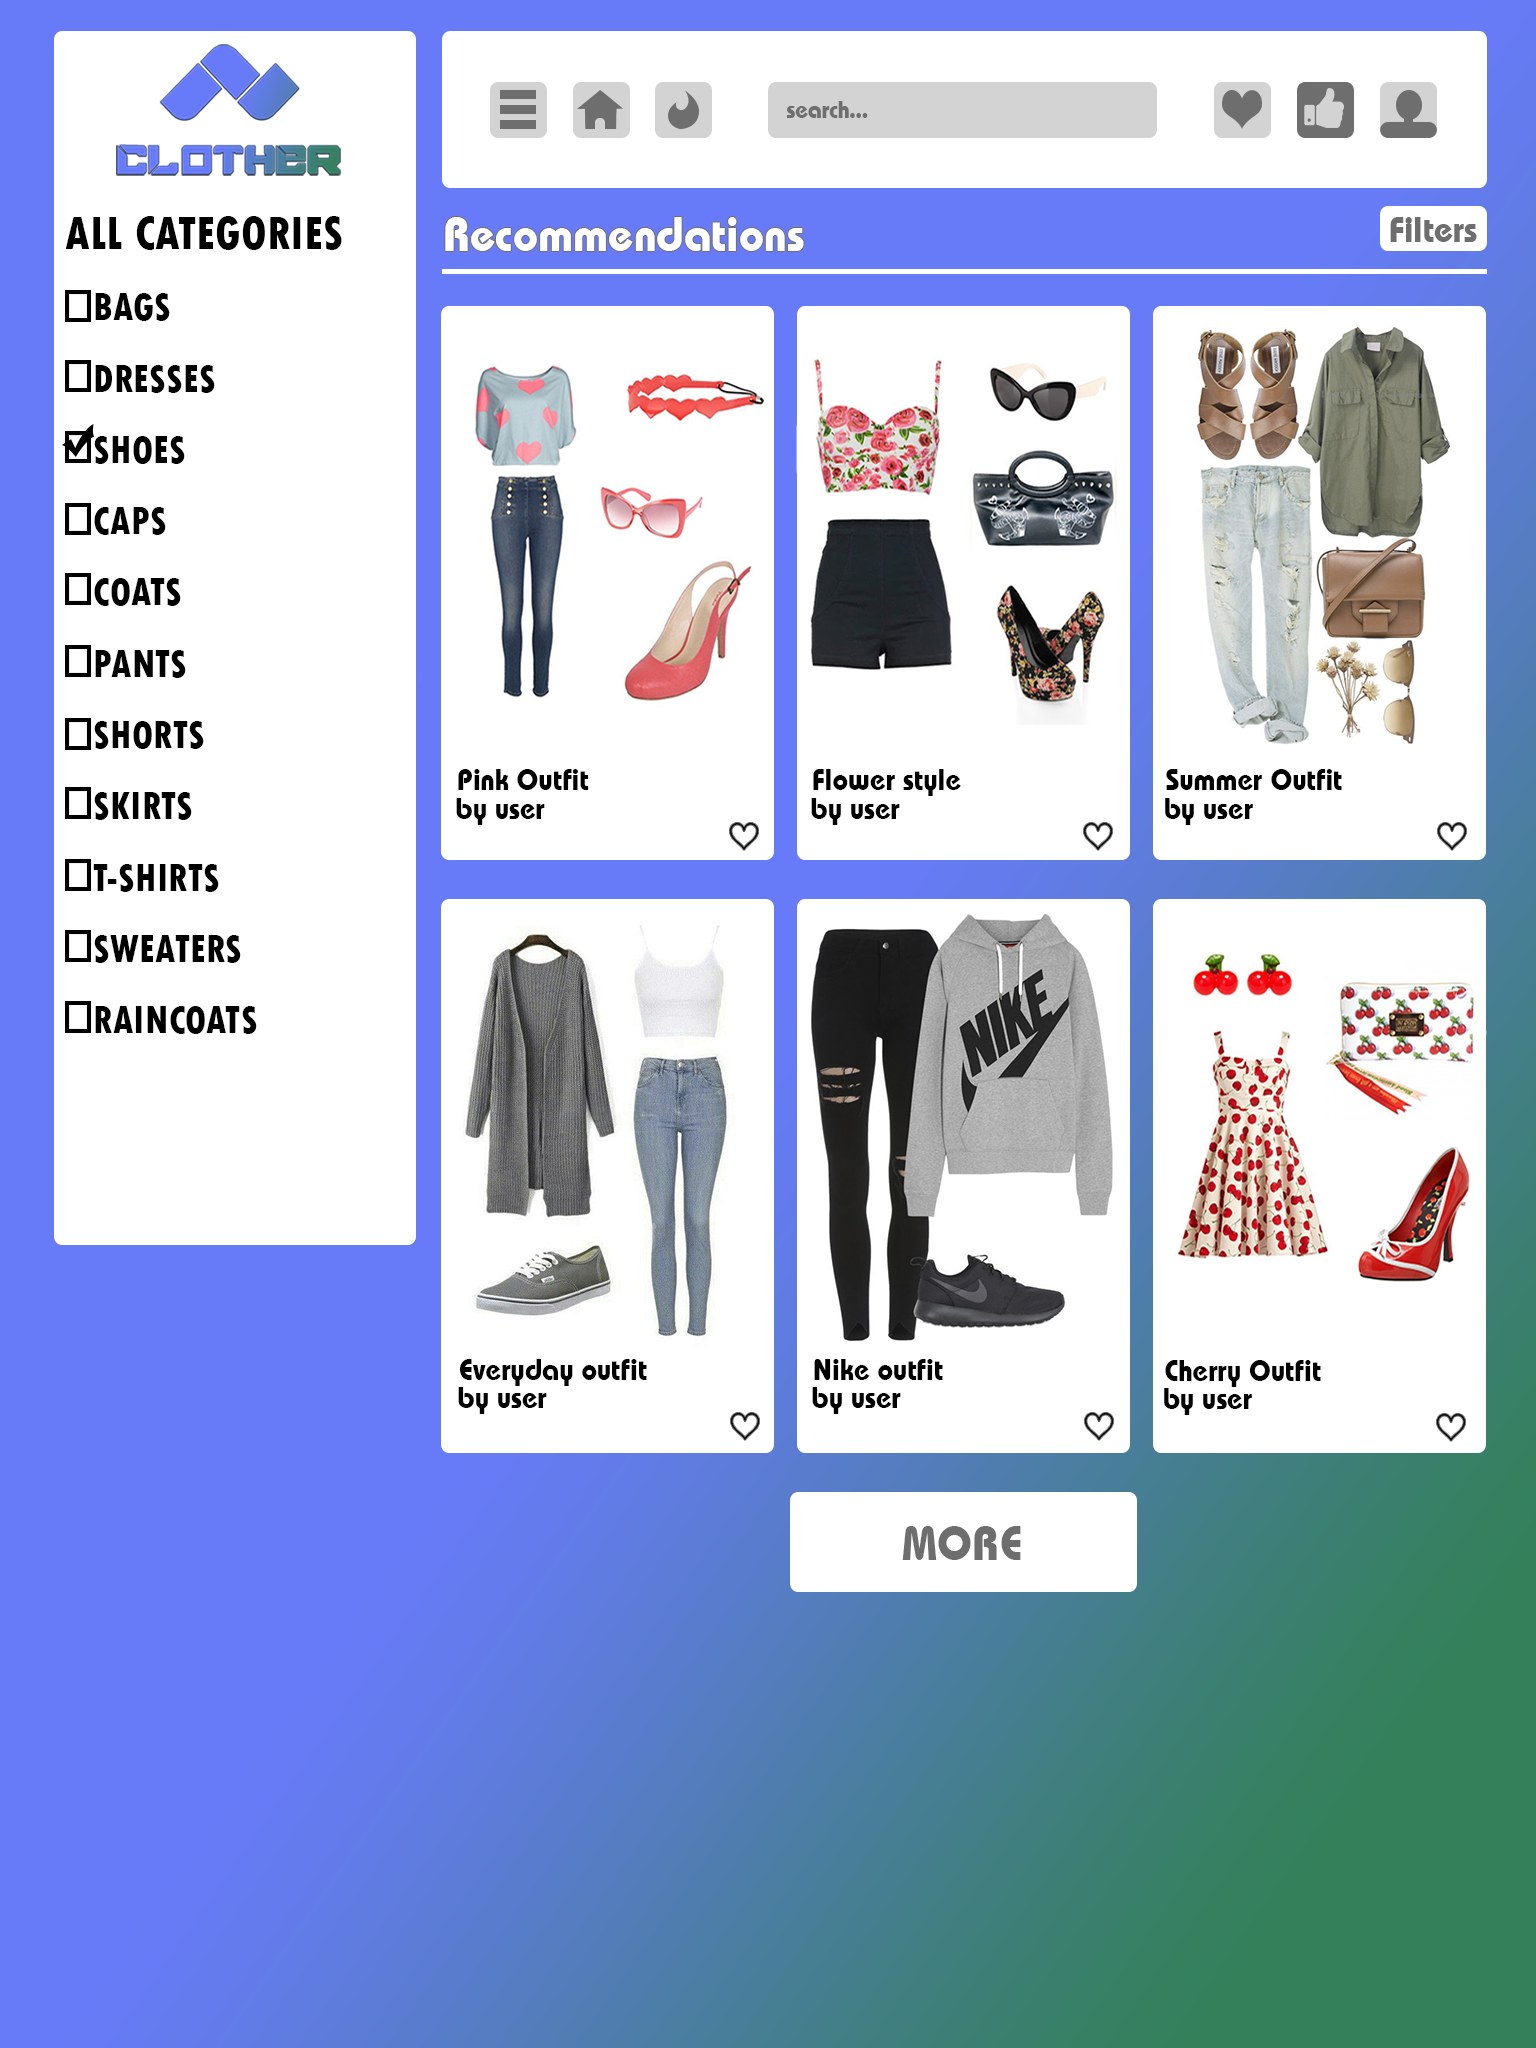 CLOTHER
ALL CATEGORIES
BAGS
DRESSES
SHOES
CAPS
COATS
PANTS
SHORTS
SKIRTS
T-SHIRTS
SWEATERS
RAINCOATS
search...
Recommendations
Filters
Pink Outfit
by user
Flower style
by user
Summer Outfit
by user
NIKE
Everyday outfit
by user
Nike outfit
by user
Cherry Outfit
by user
MORE